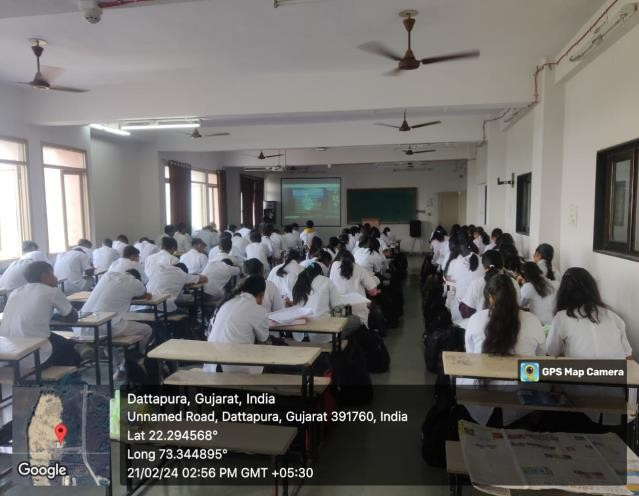 GPS Map Camera
Dattapura, Gujarat, India
Unnamed Road, Dattapura, Gujarat 391760, India
Lat 22.294568°
Long 73.344895°
21/02/24 02:56 PM GMT +05:30
Google